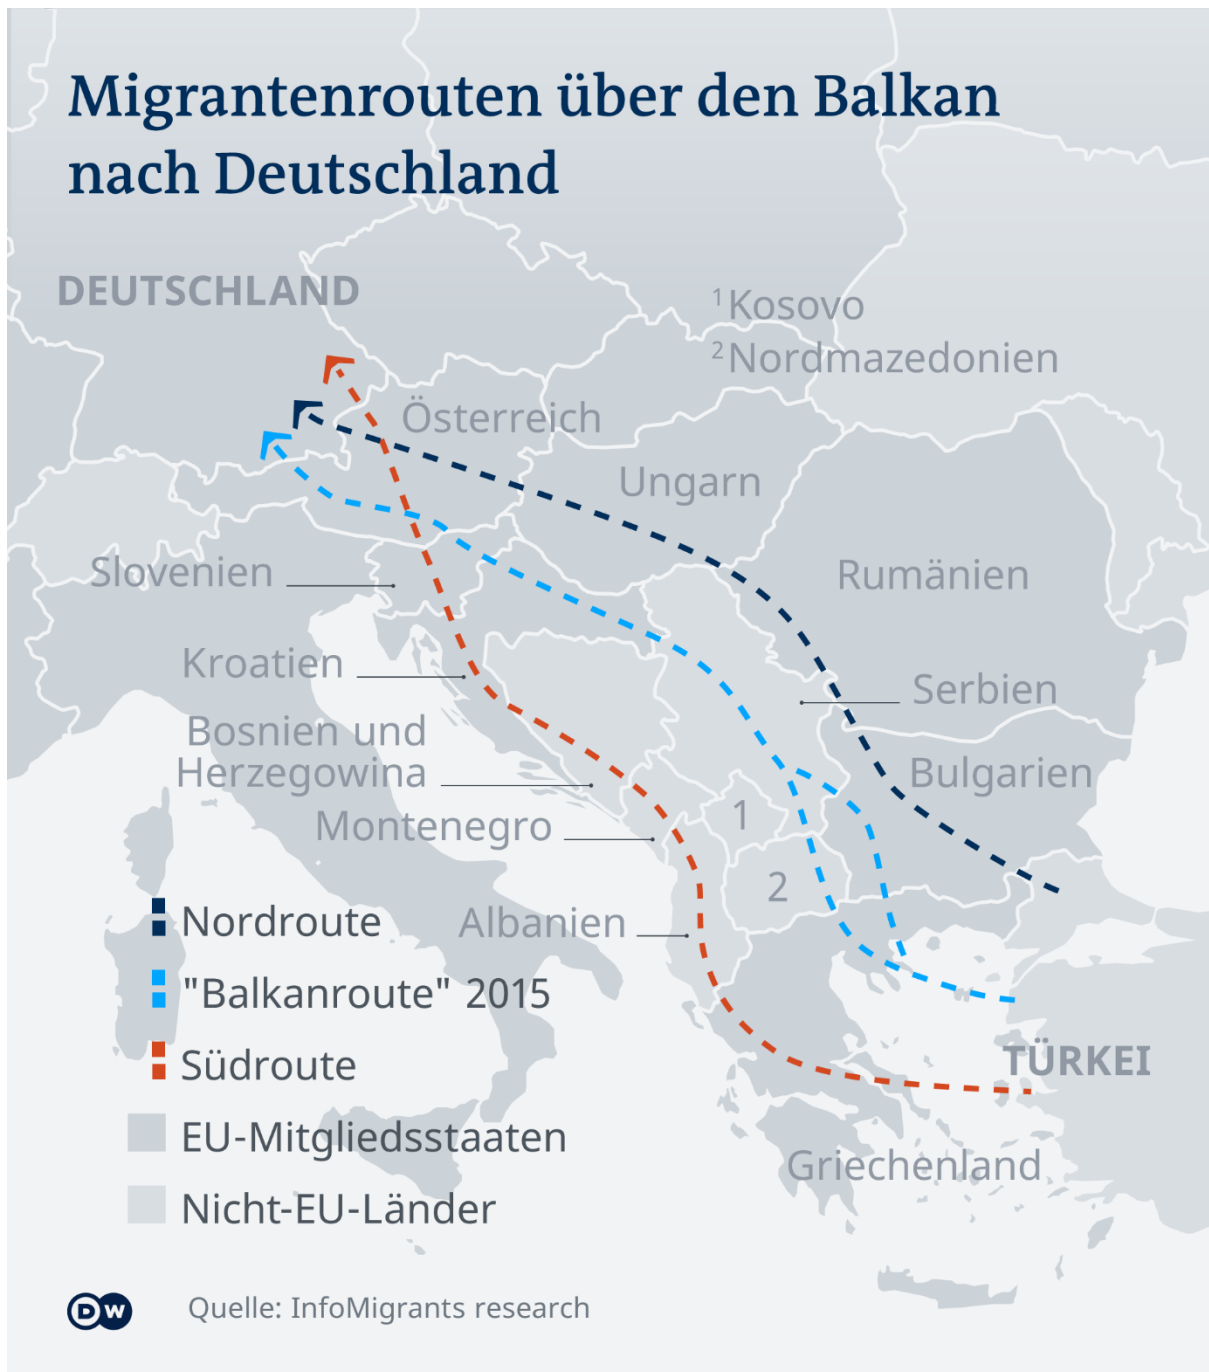 Migrantenrouten über den Balkan
nach Deutschland
DEUTSCHLAND
¹Kosovo
²Nordmazedonien
Österreich
Ungarn
Slovenien
Rumänien
Kroatien
Serbien
Bosnien und
Herzegowina
Bulgarien
Montenegro
1
2
Albanien
Nordroute
"Balkanroute" 2015
Südroute
TÜRKEI
EU-Mitgliedsstaaten
Griechenland
Nicht-EU-Länder
DW
Quelle: InfoMigrants research